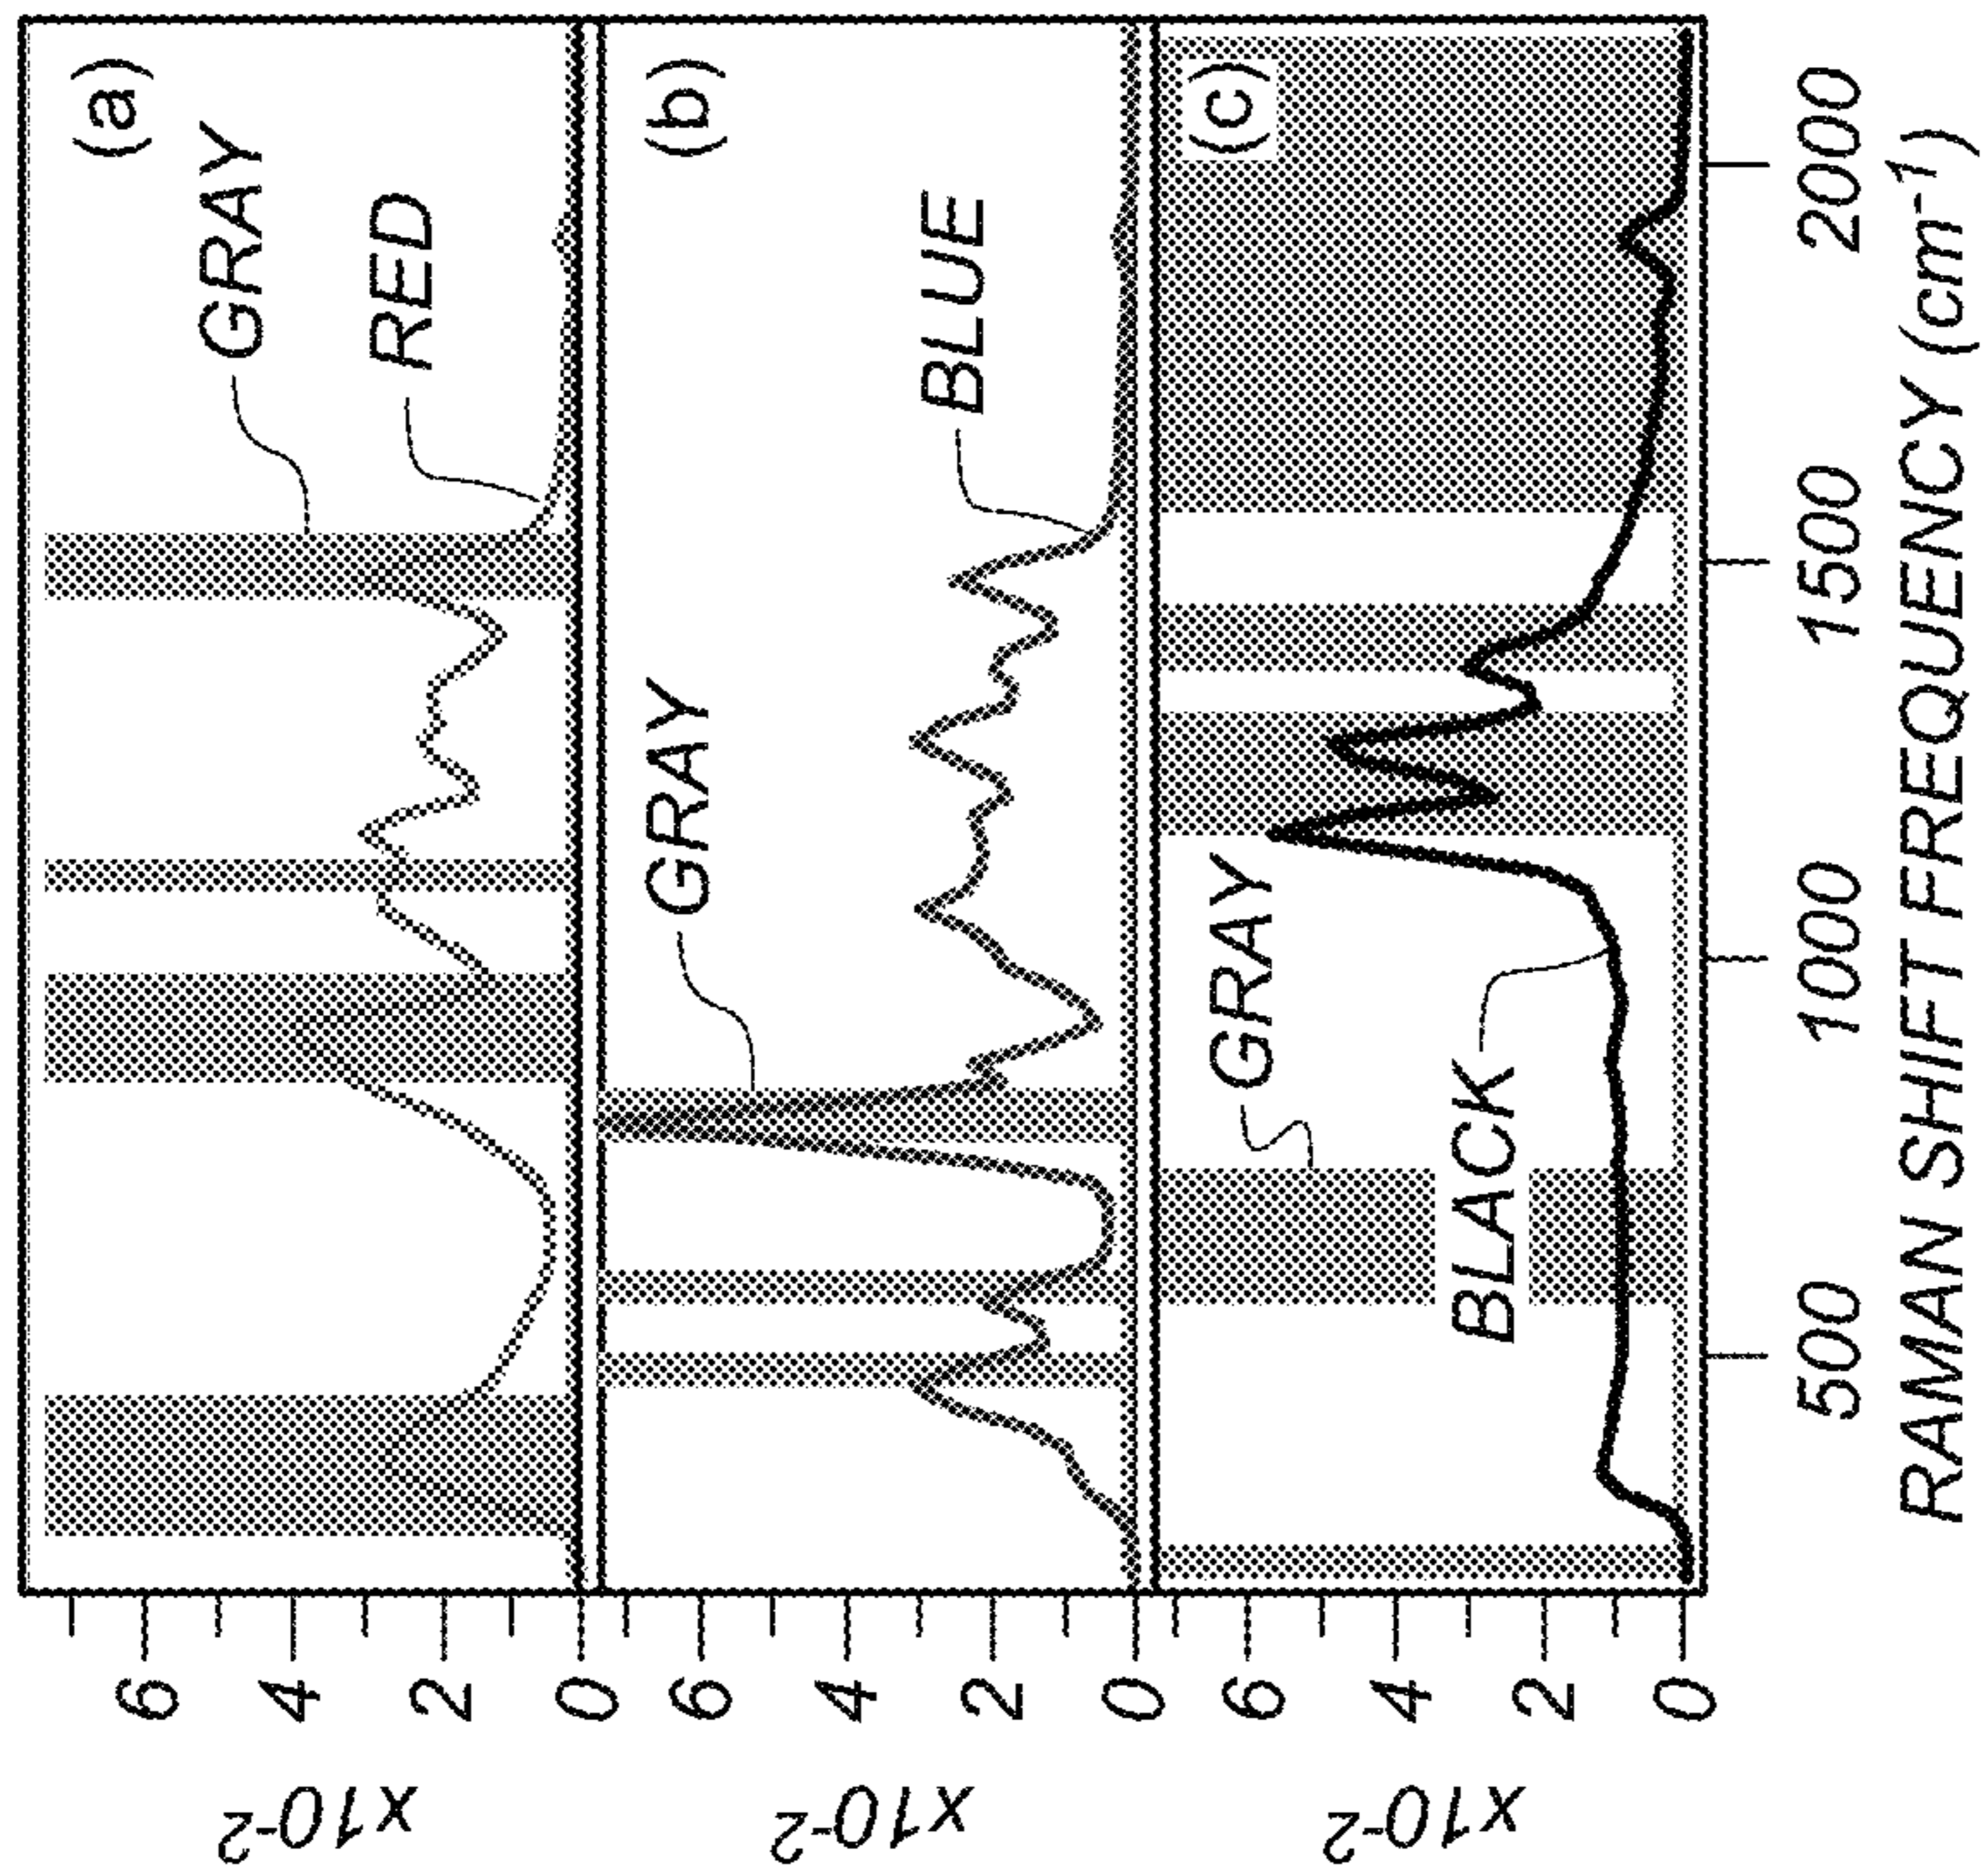 (a)
GRAY
RED
6
4
2
0
x10-2
(b)
GRAY
BLUE
6
4
2
0
x10-2
(c)
GRAY
BLACK
6
4
2
0
x10-2
500 1000 1500 2000
RAMAN SHIFT FREQUENCY (cm-1)